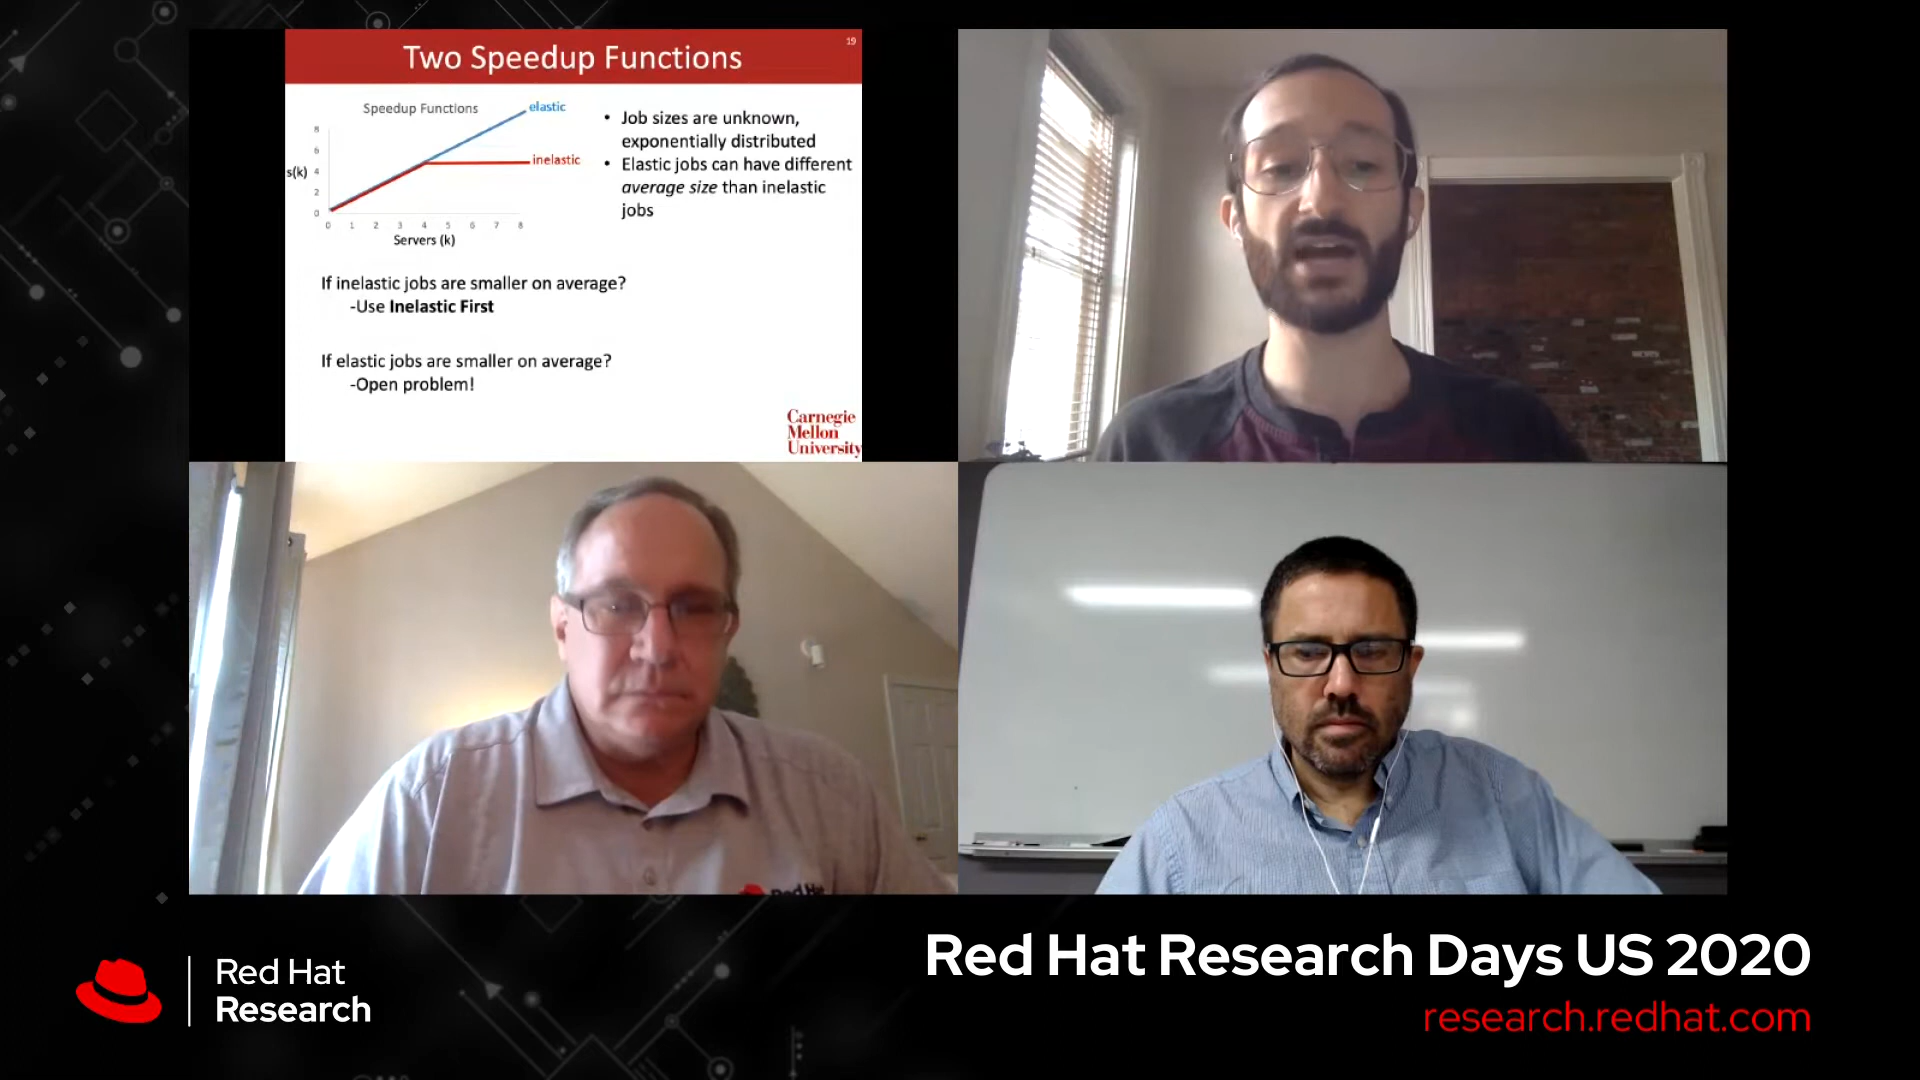 Two Speedup Functions
19
Speedup Functions
elastic
inelastic
8
6
s(k) 4
2
0
0 1 2 3 4 5 6 7 8
Servers (k)
• Job sizes are unknown,
exponentially distributed
• Elastic jobs can have different
average size than inelastic
jobs
If inelastic jobs are smaller on average?
-Use Inelastic First
If elastic jobs are smaller on average?
-Open problem!
Carnegie
Mellon
University
Red Hat
Red Hat
Research
Red Hat Research Days US 2020
research.redhat.com